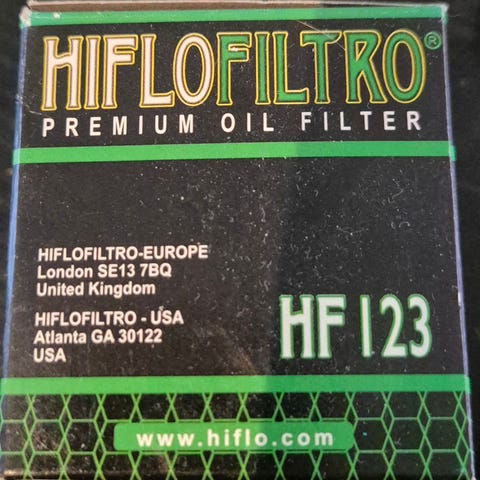 HIFLOFILTRO®
PREMIUM OIL FILTER
HIFLOFILTRO-EUROPE
London SE13 7BQ
United Kingdom
HIFLOFILTRO - USA
Atlanta GA 30122
USA
HF123
www.hiflo.com